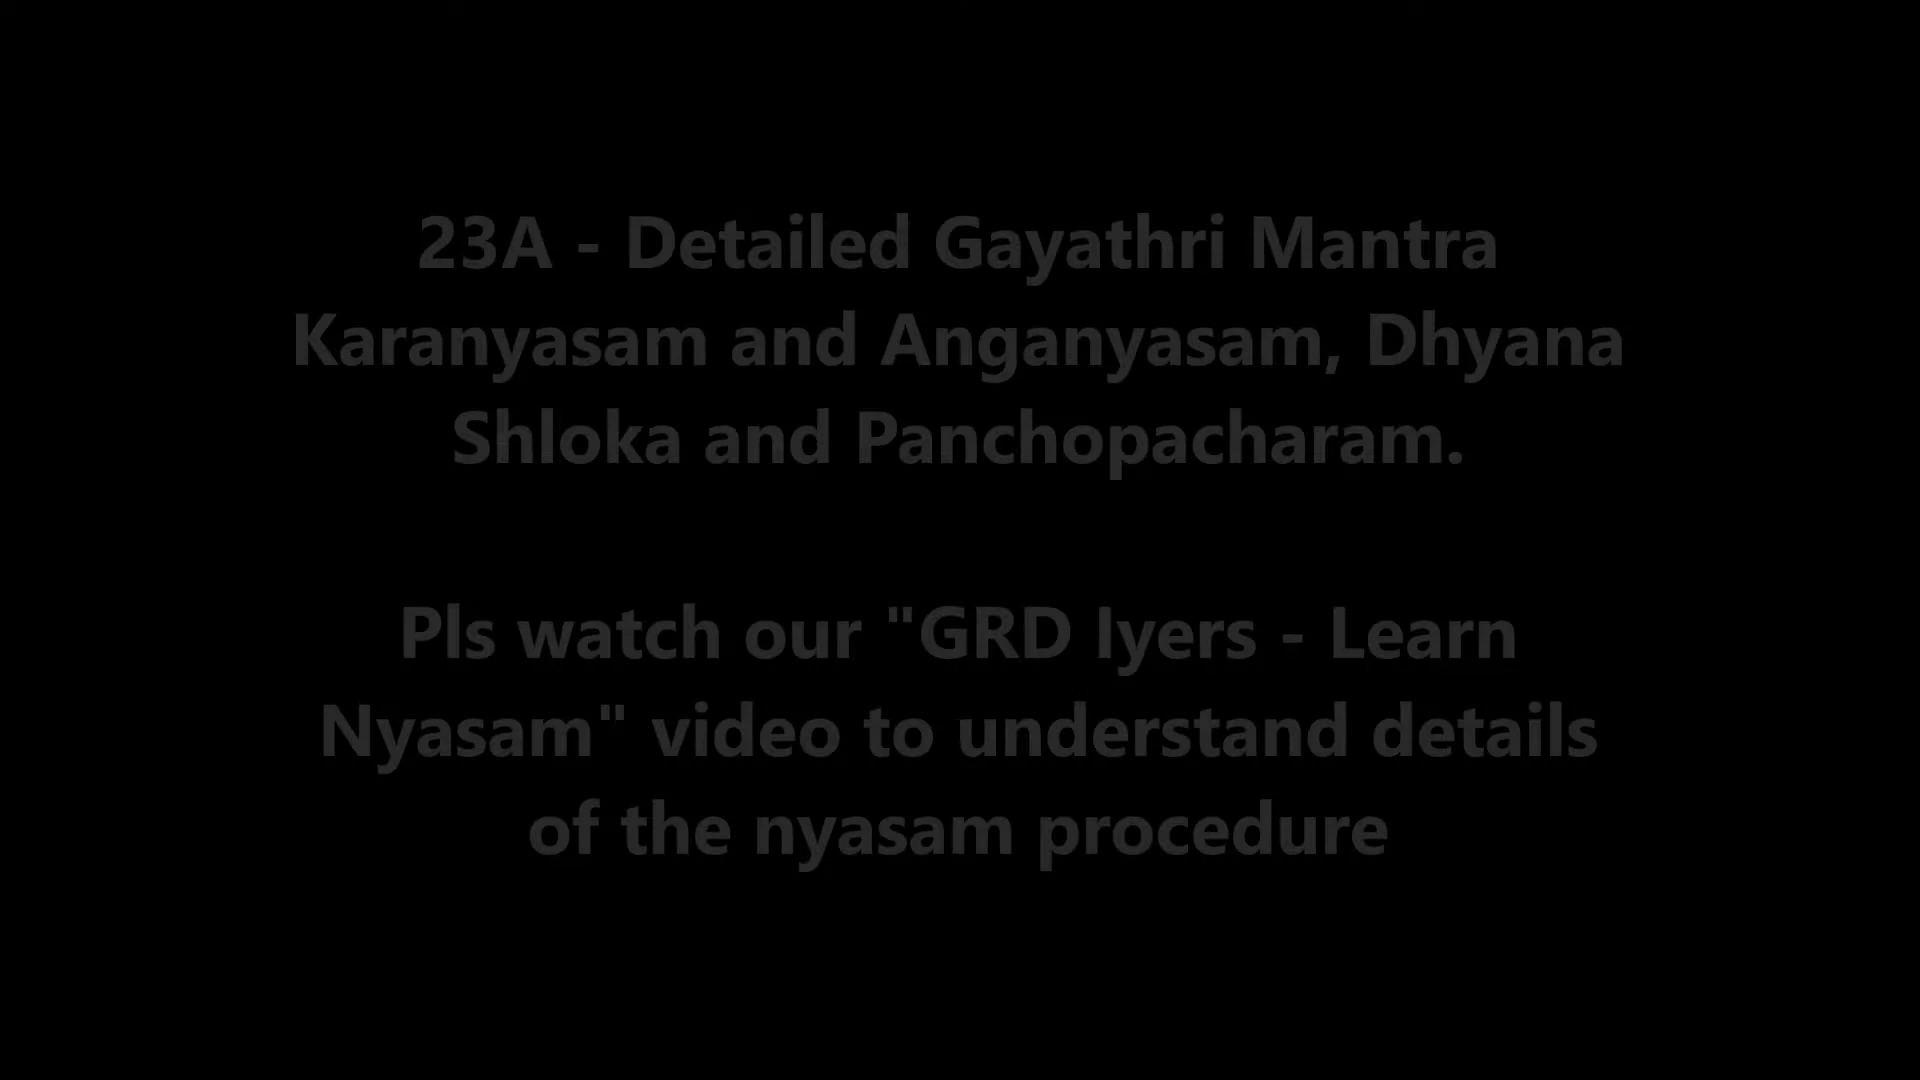 23A - Detailed Gayathri Mantra
Karanyasam and Anganyasam, Dhyana
Shloka and Panchopacharam.
Pls watch our "GRD Iyers - Learn
Nyasam" video to understand details
of the nyasam procedure